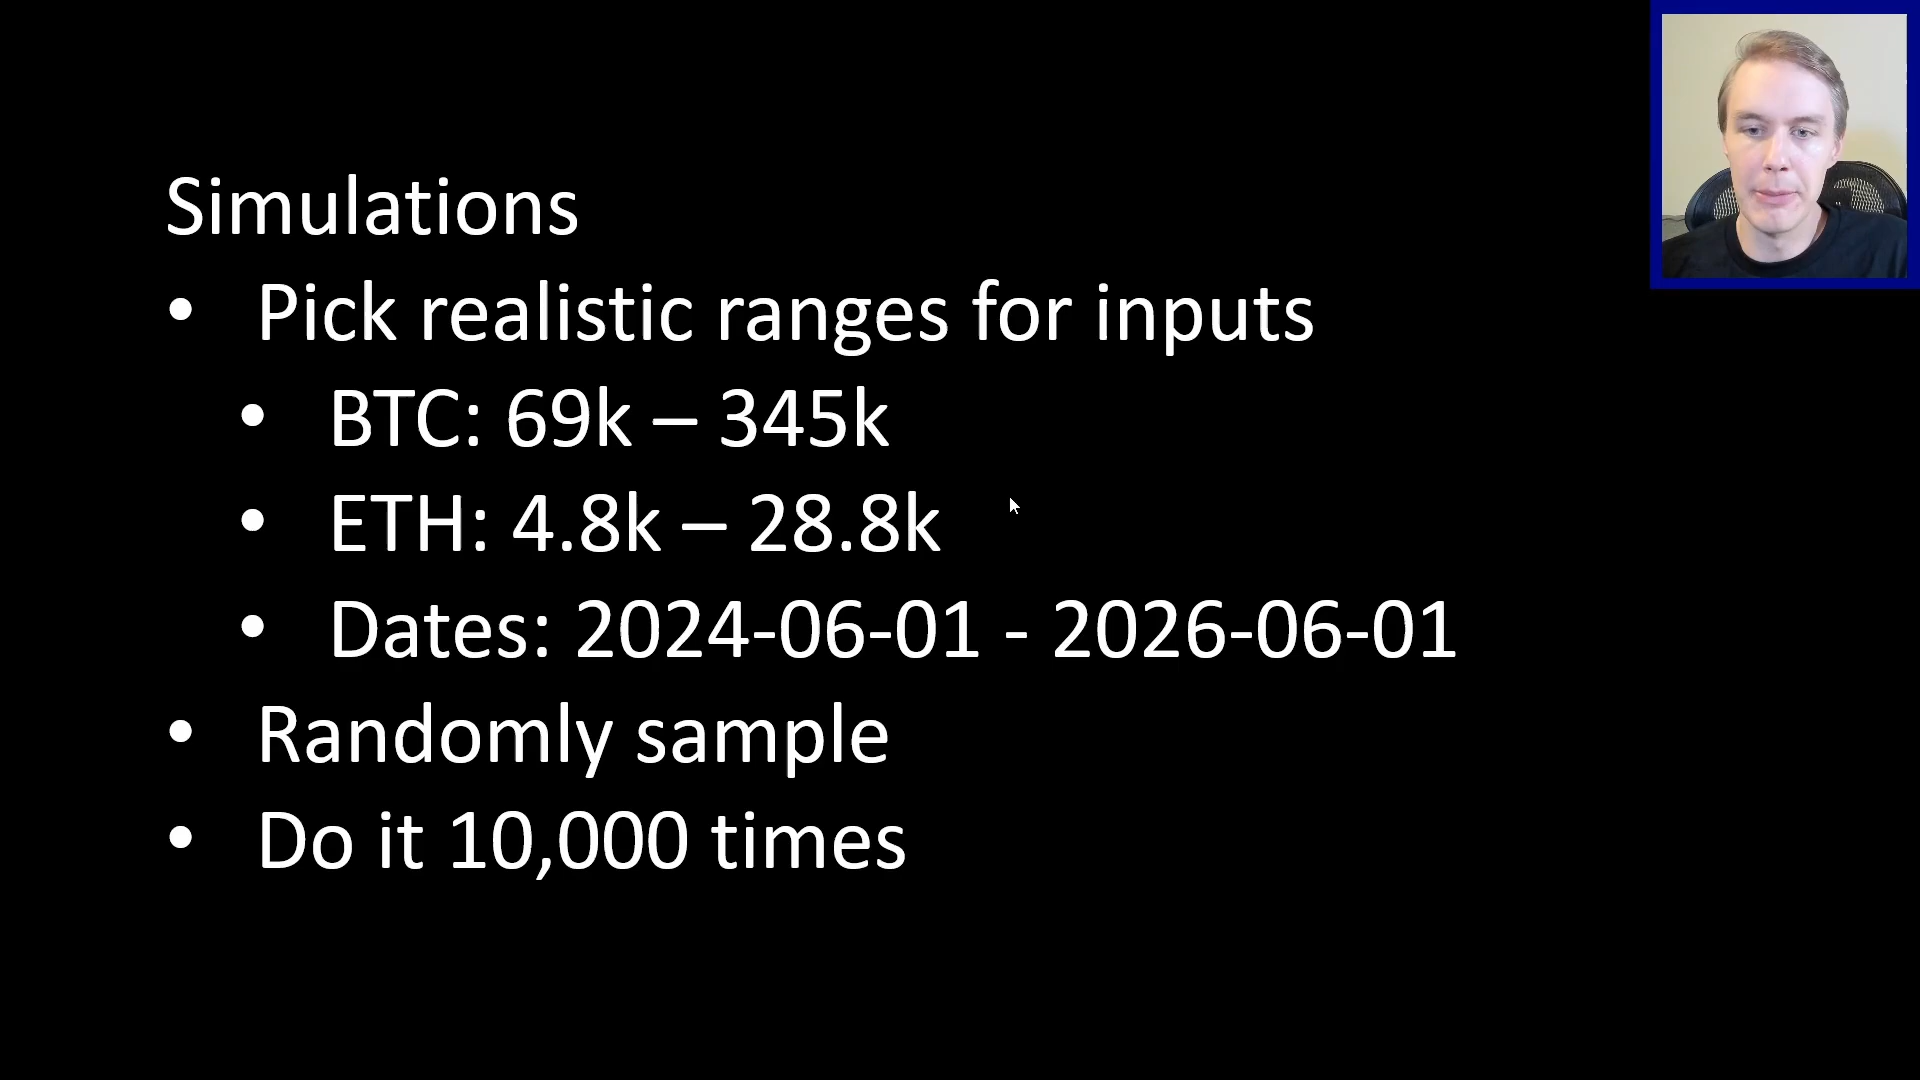 Simulations
• Pick realistic ranges for inputs
• BTC: 69k – 345k
• ETH: 4.8k – 28.8k
• Dates: 2024-06-01 - 2026-06-01
• Randomly sample
• Do it 10,000 times